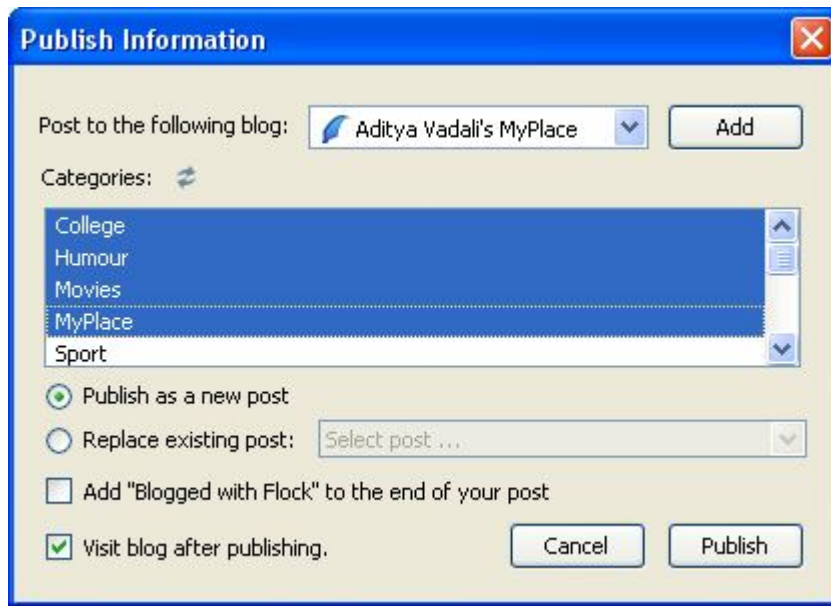 Publish Information
Post to the following blog: Aditya Vadali's MyPlace Add
Categories:
College
Humour
Movies
MyPlace
Sport
Publish as a new post
Replace existing post: Select post ...
Add "Blogged with Flock" to the end of your post
Visit blog after publishing. Cancel Publish